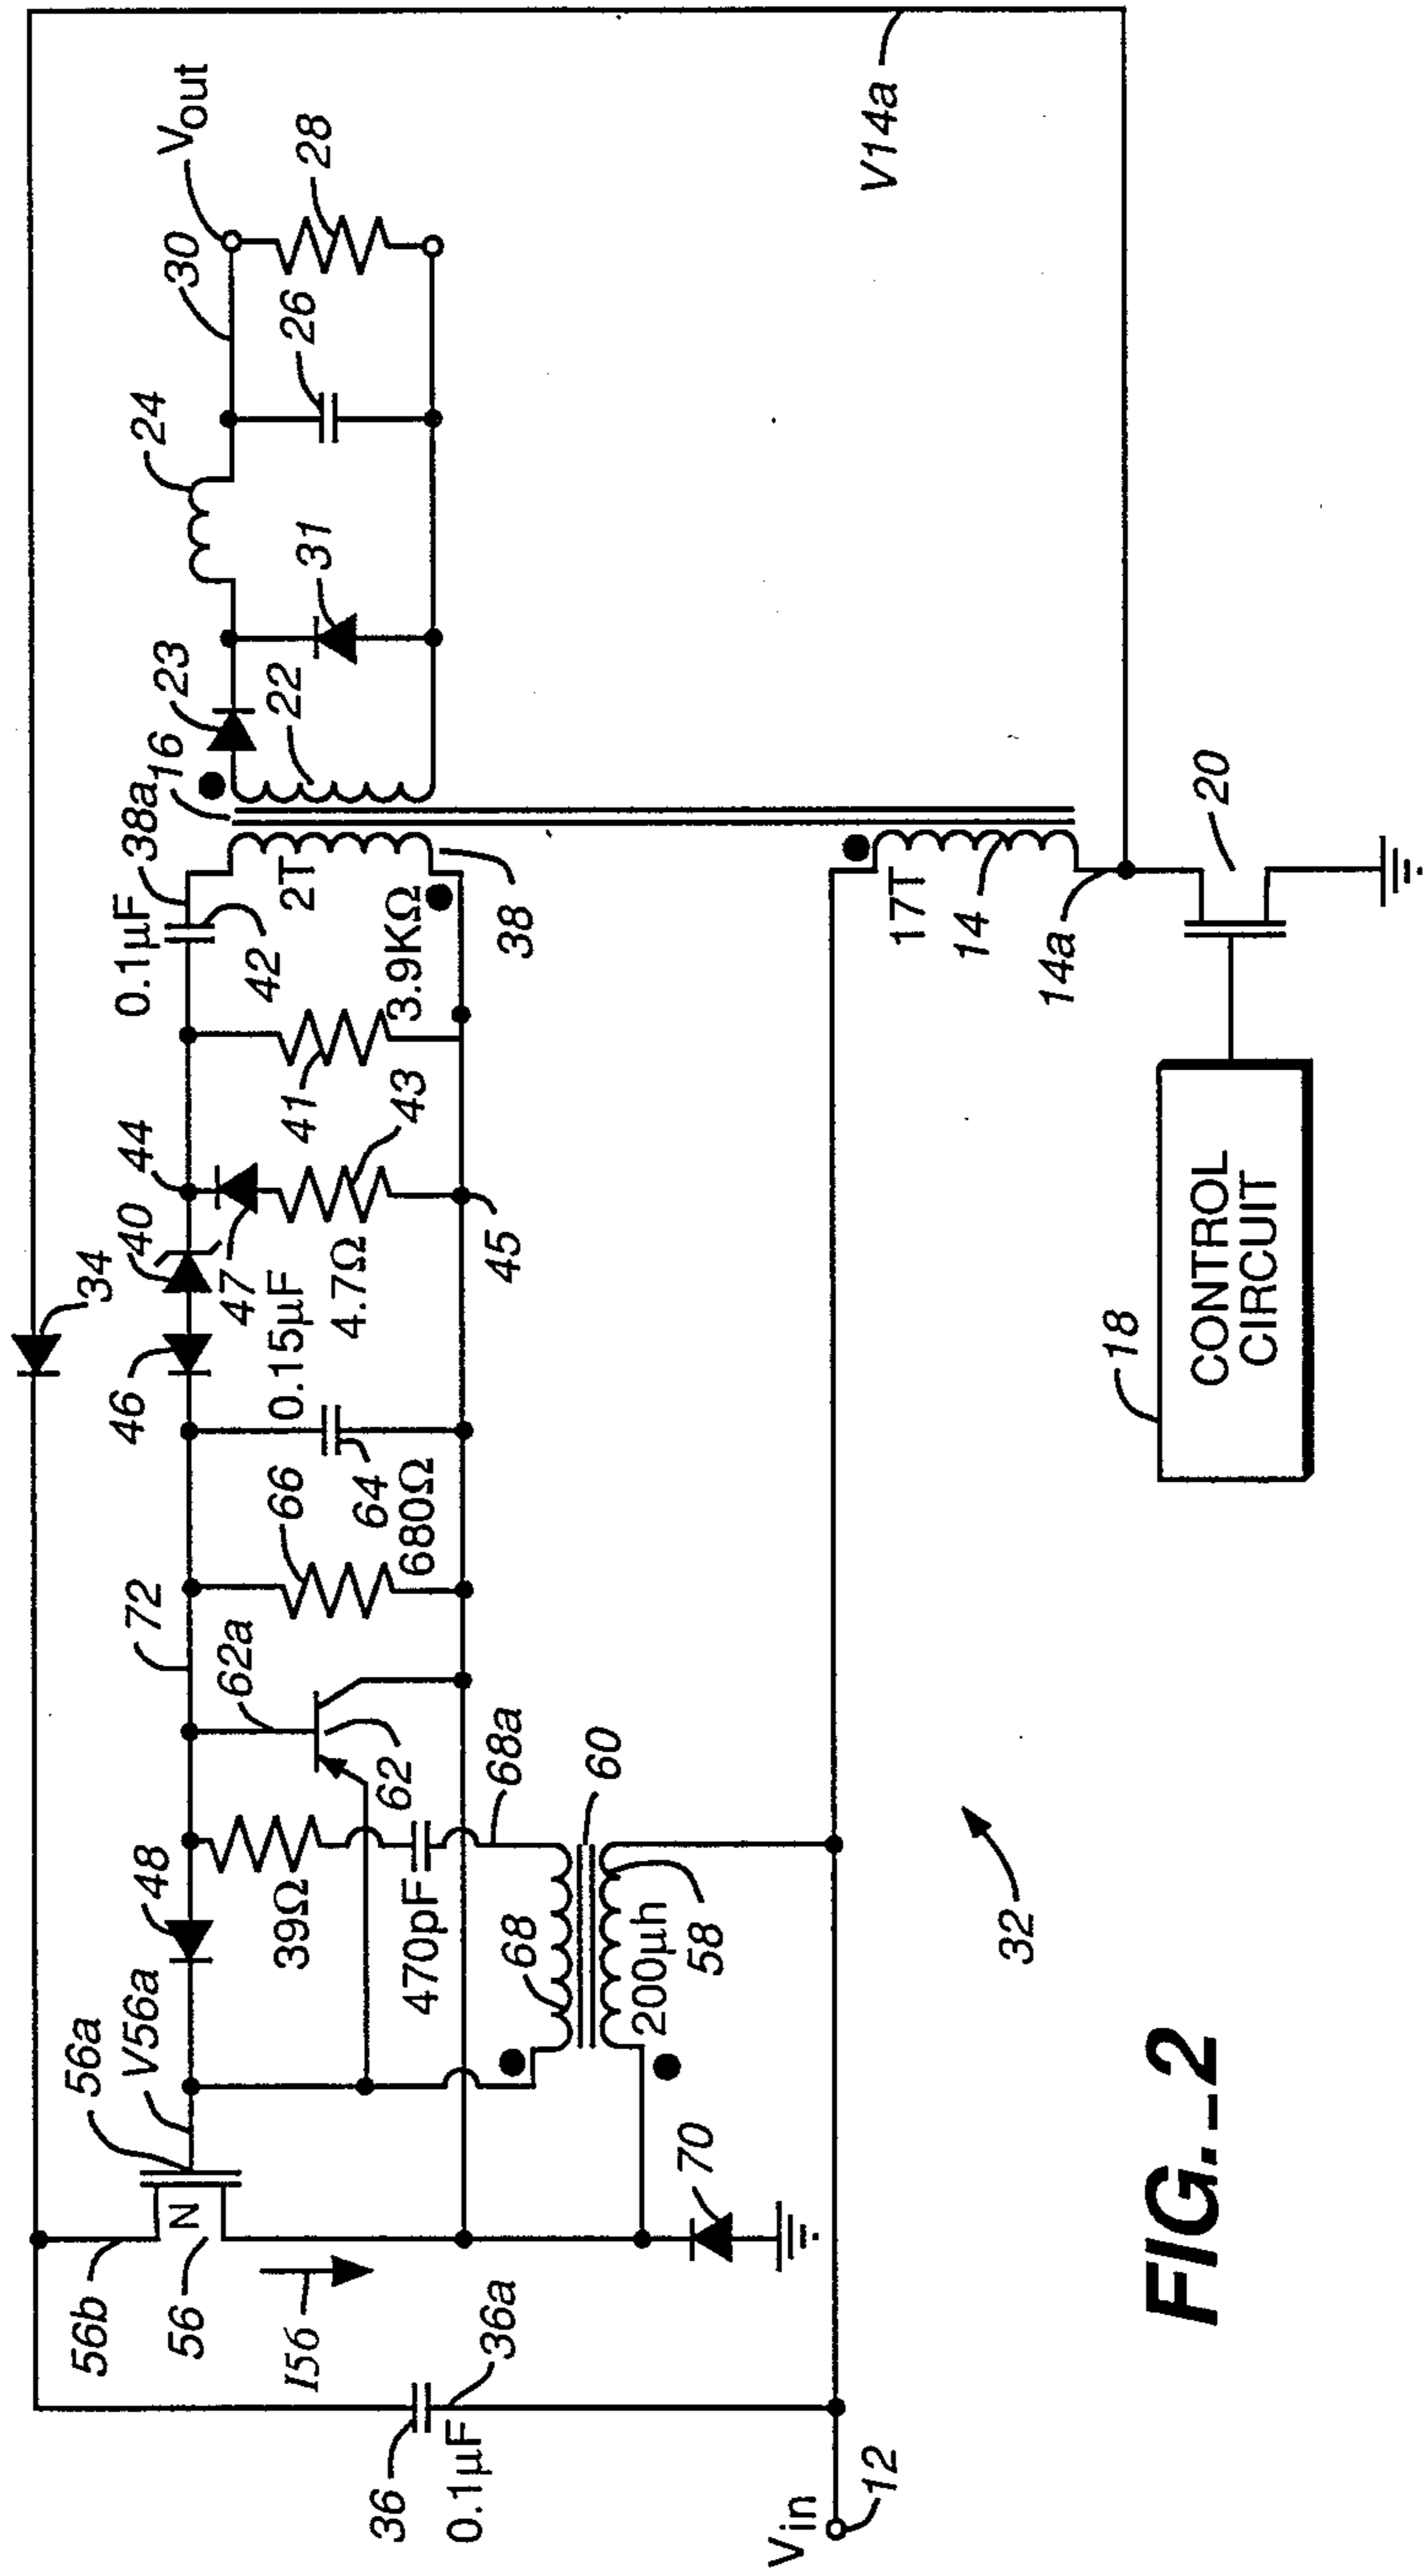 Vin
12
36
0.1µF
36a
I56
56b
56
N
56a
V56a
48
39Ω
470pF
68
200µh
58
70
60
68a
62
62a
72
66
680Ω
64
0.15µF
46
34
40
47
4.7Ω
44
45
43
41
3.9KΩ
42
0.1µF
38a
2T
38
16
23
22
31
24
26
30
28
Vout
V14a
17T
14
14a
20
18
CONTROL
CIRCUIT
32
FIG._2